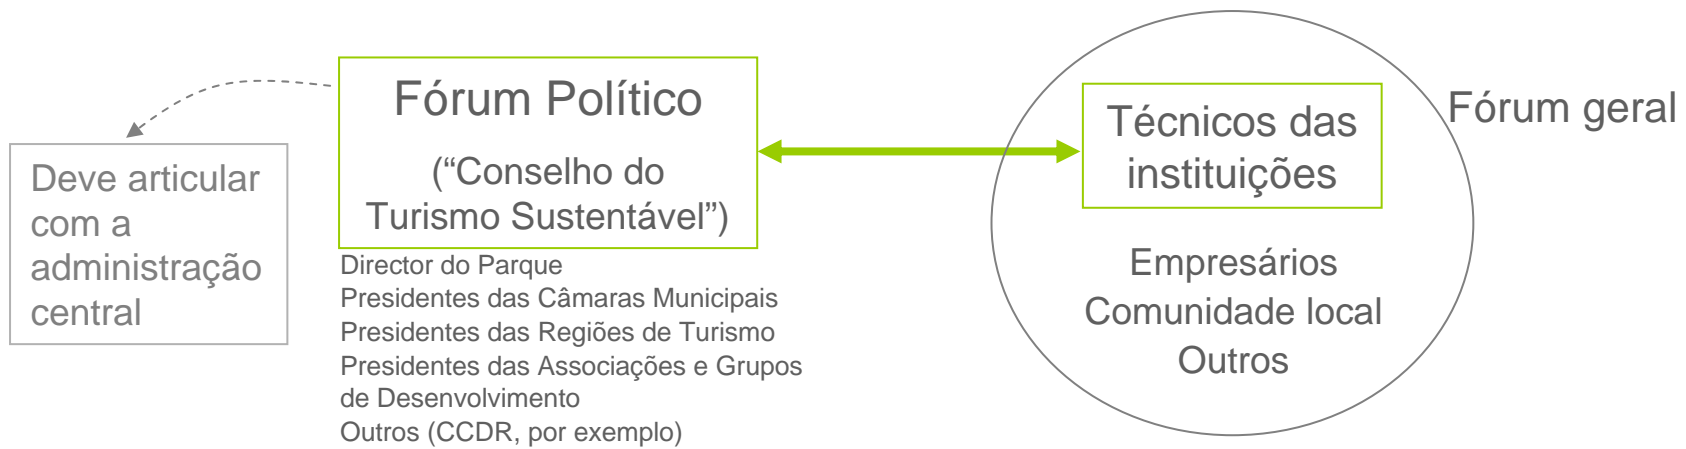 Deve articular
com a
administração
central
Fórum Político
(“Conselho do
Turismo Sustentável”)
Director do Parque
Presidentes das Câmaras Municipais
Presidentes das Regiões de Turismo
Presidentes das Associações e Grupos
de Desenvolvimento
Outros (CCDR, por exemplo)
Técnicos das
instituições
Empresários
Comunidade local
Outros
Fórum geral